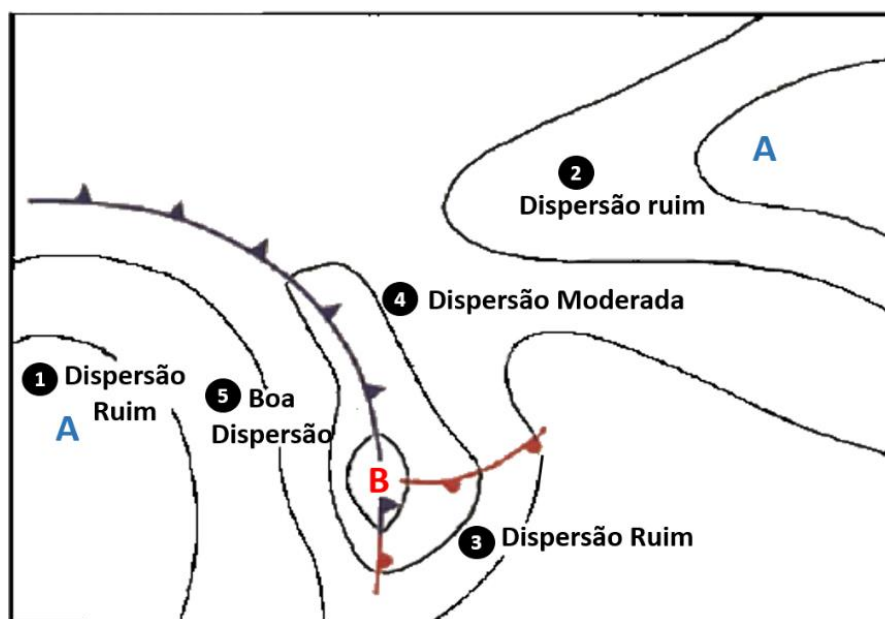 A
2
Dispersão ruim
4 Dispersão Moderada
1 Dispersão
Ruim
A
5 Boa
Dispersão
B
3 Dispersão Ruim